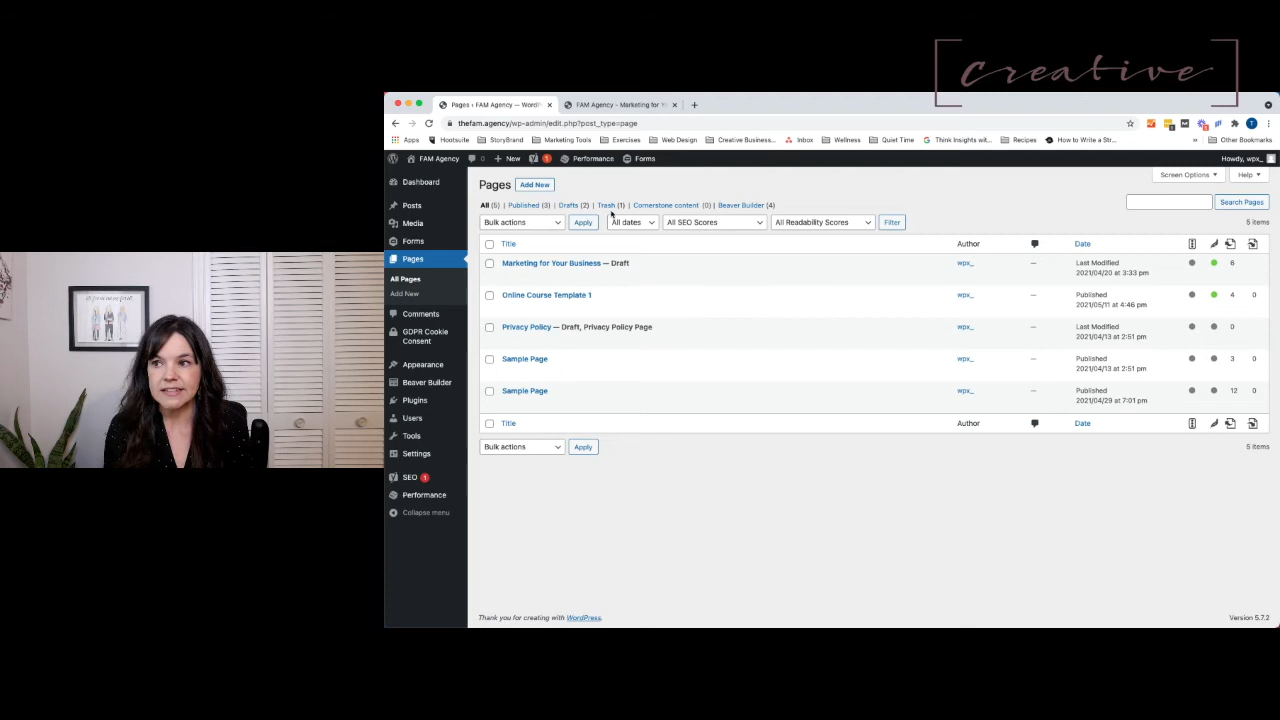 creative
Pages ‹ FAM Agency — WordPr
FAM Agency - Marketing for Y
thefam.agency/wp-admin/edit.php?post_type=page
Apps
Hootsuite
StoryBrand
Marketing Tools
Exercises
Web Design
Creative Business...
Inbox
Wellness
Quiet Time
Think Insights wi...
Recipes
How to Write a Str...
»
Other Bookmarks
FAM Agency
0
New
1
Performance
Forms
Howdy, wpx_
Dashboard
Posts
Media
Forms
Pages
All Pages
Add New
Comments
GDPR Cookie
Consent
Appearance
Beaver Builder
Plugins
Users
Tools
Settings
SEO 1
Performance
Collapse menu
Screen Options
Help
Pages Add New
All (5) | Published (3) | Drafts (2) | Trash (1) | Cornerstone content (0) | Beaver Builder (4)
Search Pages
Bulk actions Apply All dates All SEO Scores All Readability Scores Filter
5 items
Title Author Date
Marketing for Your Business — Draft wpx_ — Last Modified 6
2021/04/20 at 3:33 pm
Online Course Template 1 wpx_ — Published 4 0
2021/05/11 at 4:46 pm
Privacy Policy — Draft, Privacy Policy Page wpx_ — Last Modified 0
2021/04/13 at 2:51 pm
Sample Page wpx_ — Published 3 0
2021/04/13 at 2:51 pm
Sample Page wpx_ — Published 12 0
2021/04/29 at 7:01 pm
Title Author Date
Bulk actions Apply
5 items
Thank you for creating with WordPress.
Version 5.7.2